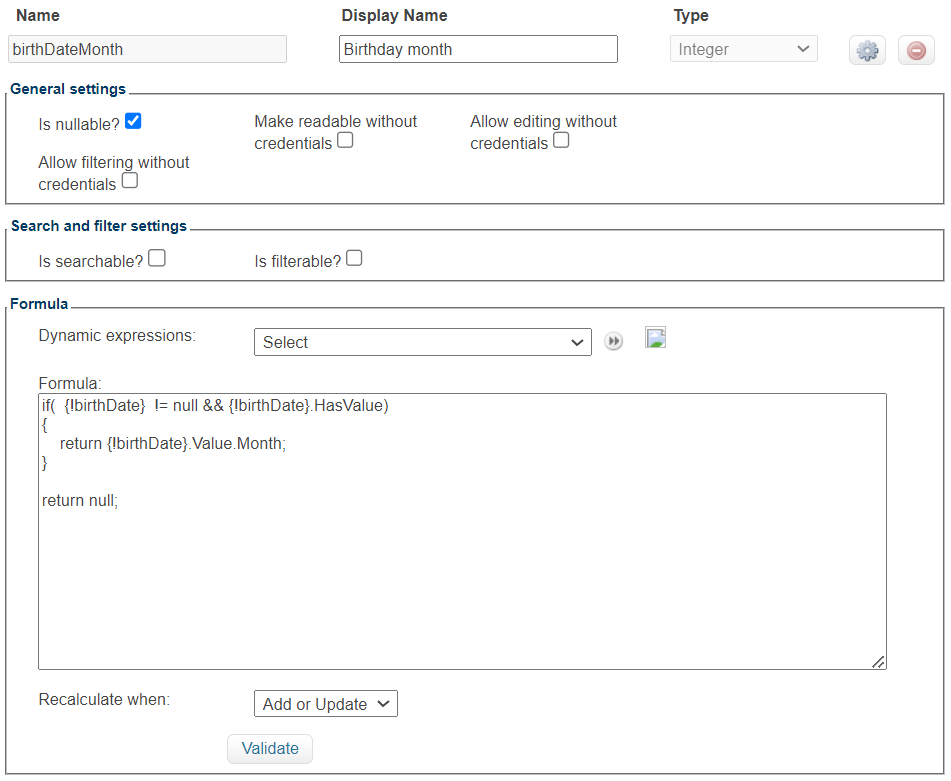 Name Display Name Type
birthDateMonth Birthday month Integer
General settings
Is nullable? Make readable without Allow editing without
credentials credentials
Allow filtering without
credentials
Search and filter settings
Is searchable? Is filterable?
Formula
Dynamic expressions: Select
Formula:
if(  {!birthDate}  != null && {!birthDate}.HasValue)
{
    return {!birthDate}.Value.Month;
}
return null;
Recalculate when: Add or Update
Validate